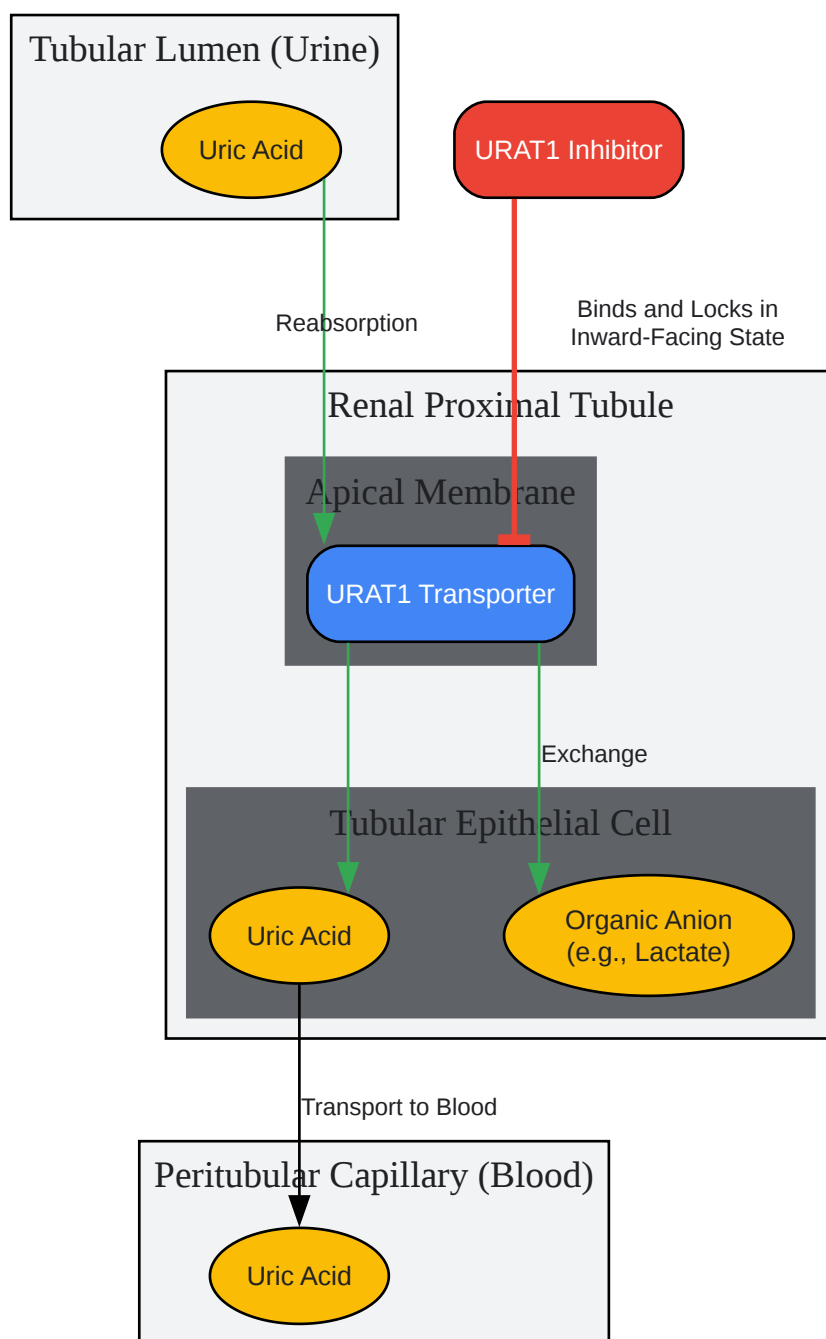 Tubular Lumen (Urine)
Uric Acid
URAT1 Inhibitor
Reabsorption
Binds and Locks in
Inward-Facing State
Renal Proximal Tubule
Apical Membrane
URAT1 Transporter
Exchange
Tubular Epithelial Cell
Uric Acid
Organic Anion
(e.g., Lactate)
Transport to Blood
Peritubular Capillary (Blood)
Uric Acid